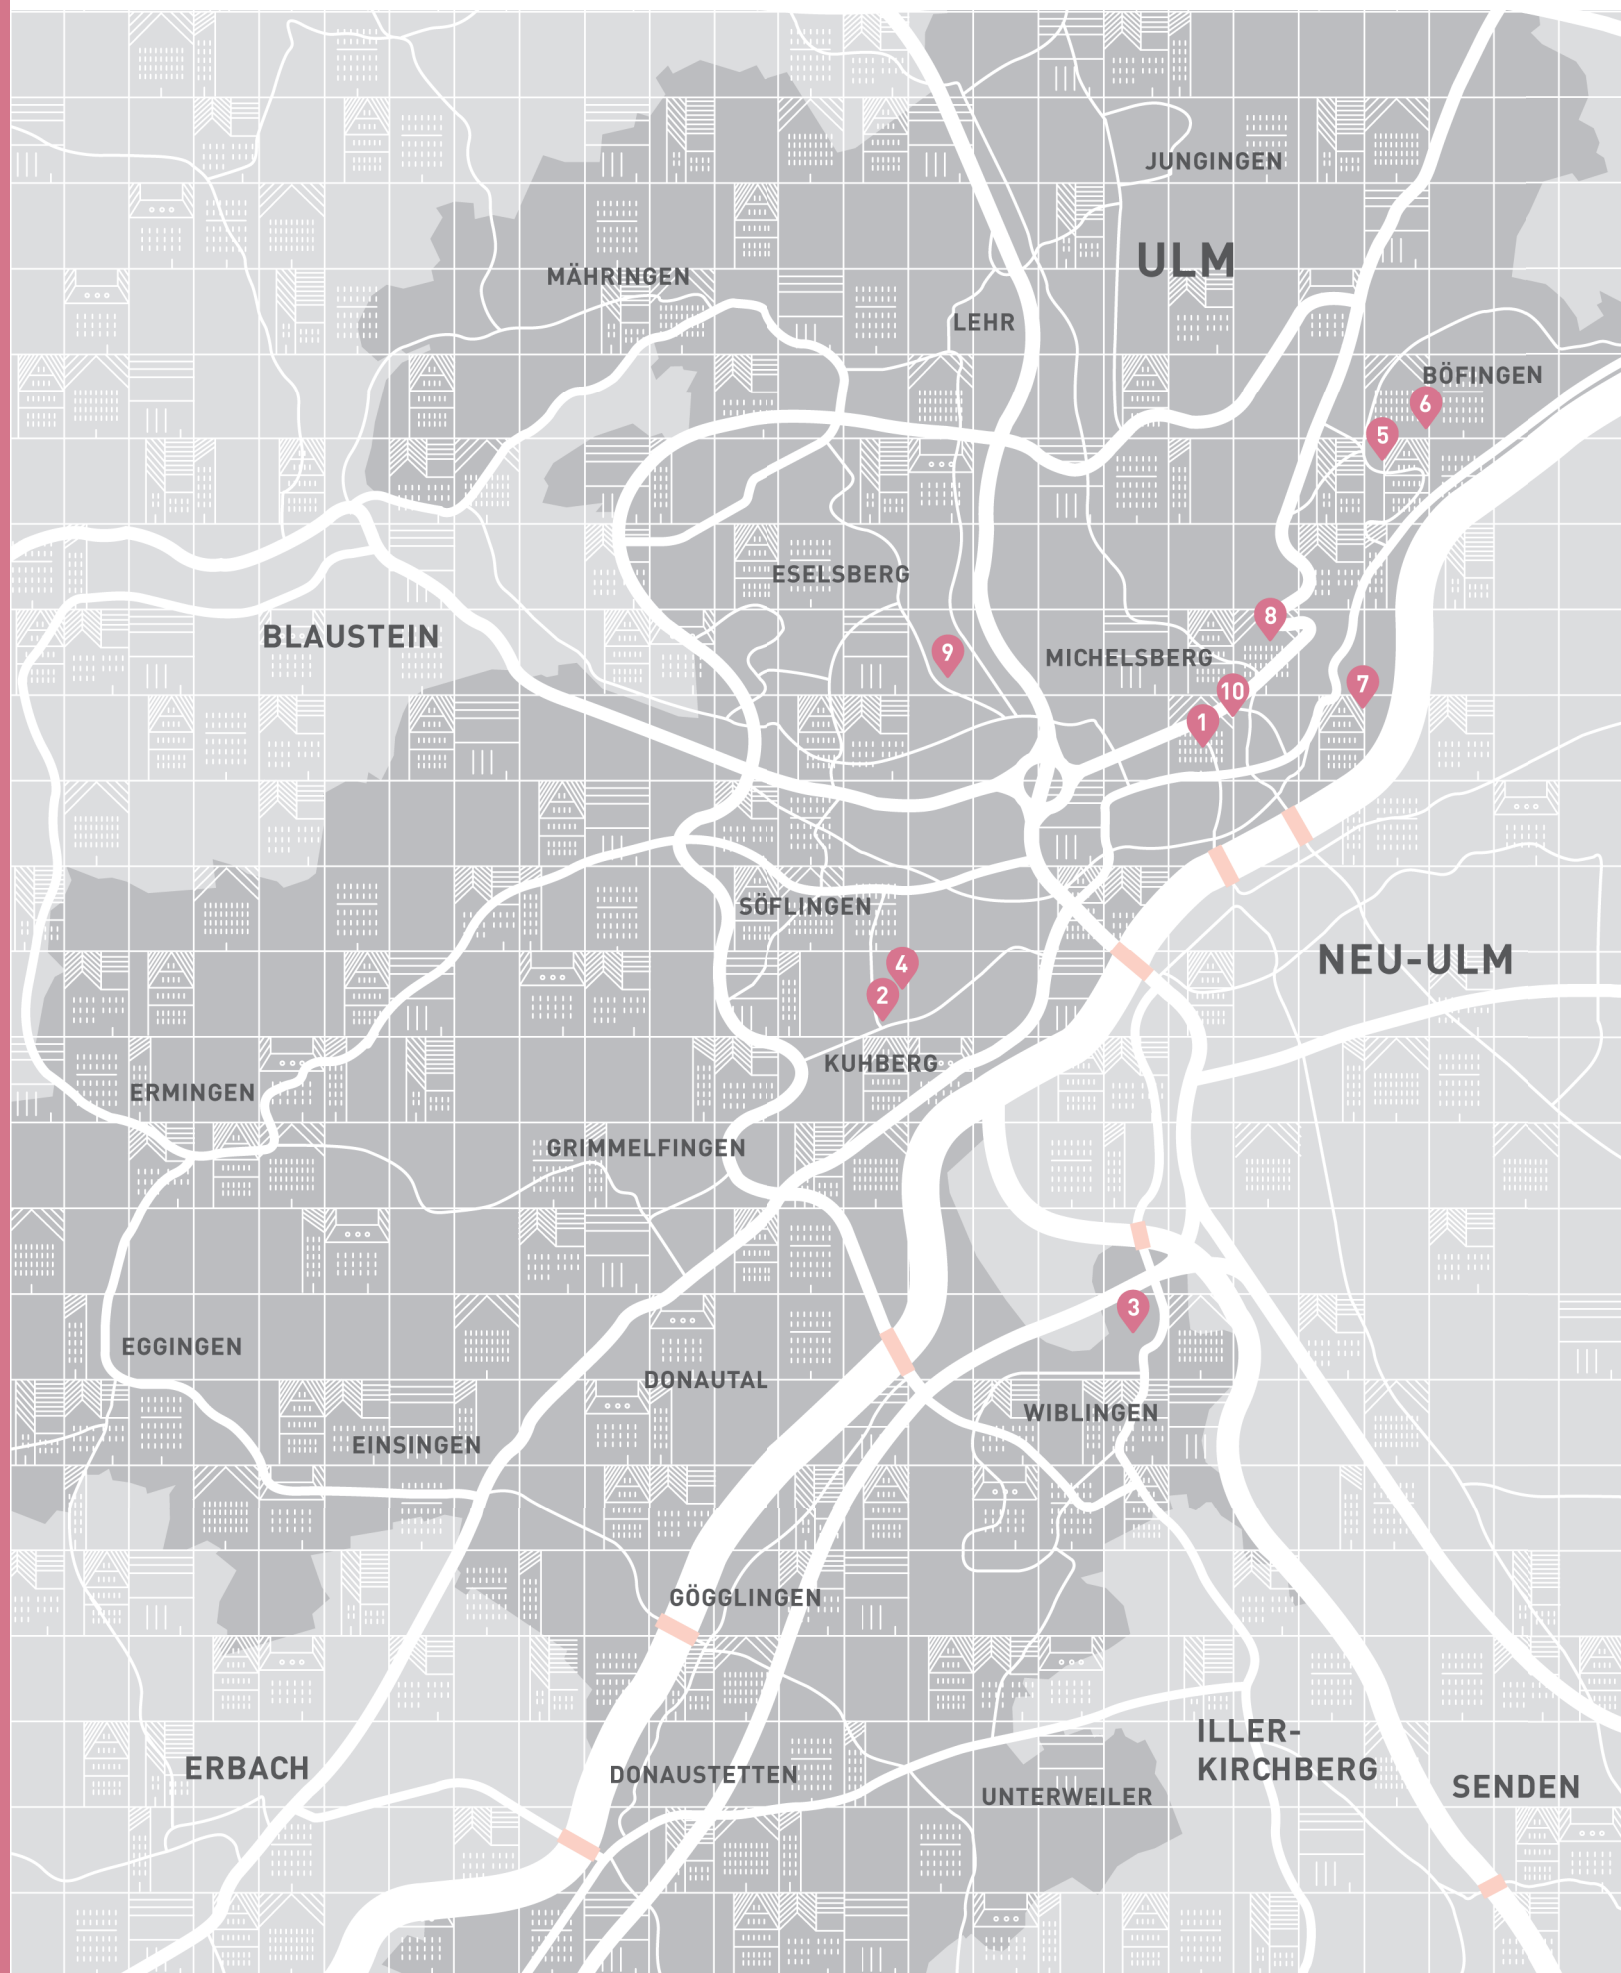 JUNGINGEN
ULM
MÄHRINGEN
LEHR
BÖFINGEN
6
5
ESELSBERG
8
BLAUSTEIN
9
MICHELSBERG
7
10
1
SÖFLINGEN
4
NEU-ULM
2
KUHBERG
ERMINGEN
GRIMMELFINGEN
3
EGGINGEN
DONAUTAL
WIBLINGEN
EINSINGEN
GÖGGLINGEN
ILLER-
KIRCHBERG
ERBACH
DONAUSTETTEN
SENDEN
UNTERWEILER